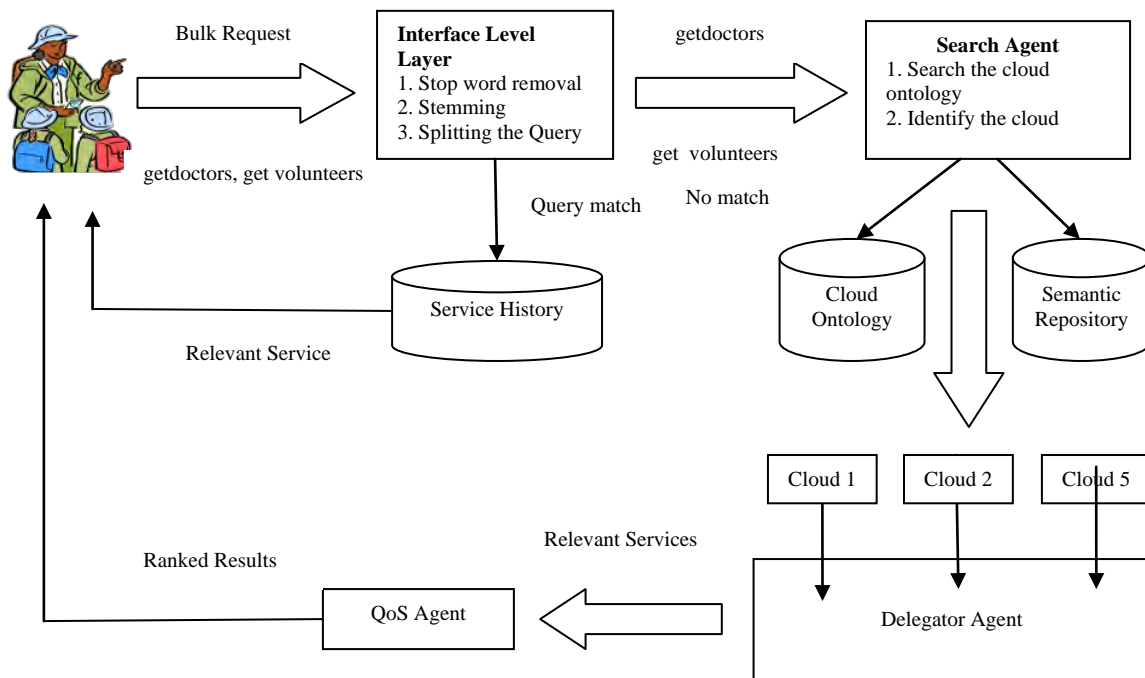 Bulk Request
getdoctors, get volunteers
Interface Level
Layer
1. Stop word removal
2. Stemming
3. Splitting the Query
getdoctors
get  volunteers
No match
Search Agent
1. Search the cloud
ontology
2. Identify the cloud
Query match
Service History
Relevant Service
Cloud
Ontology
Semantic
Repository
Cloud 1
Cloud 2
Cloud 5
Delegator Agent
Relevant Services
QoS Agent
Ranked Results